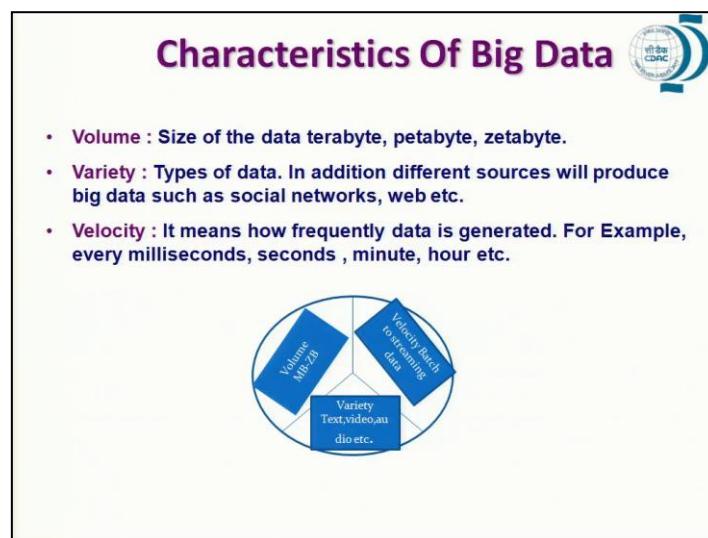 Characteristics Of Big Data
सी डैक
CDAC
• Volume : Size of the data terabyte, petabyte, zetabyte.
• Variety : Types of data. In addition different sources will produce
big data such as social networks, web etc.
• Velocity : It means how frequently data is generated. For Example,
every milliseconds, seconds , minute, hour etc.
Volume
MB-ZB
Velocity Batch
to streaming
data
Variety
Text,video,au
dio etc.